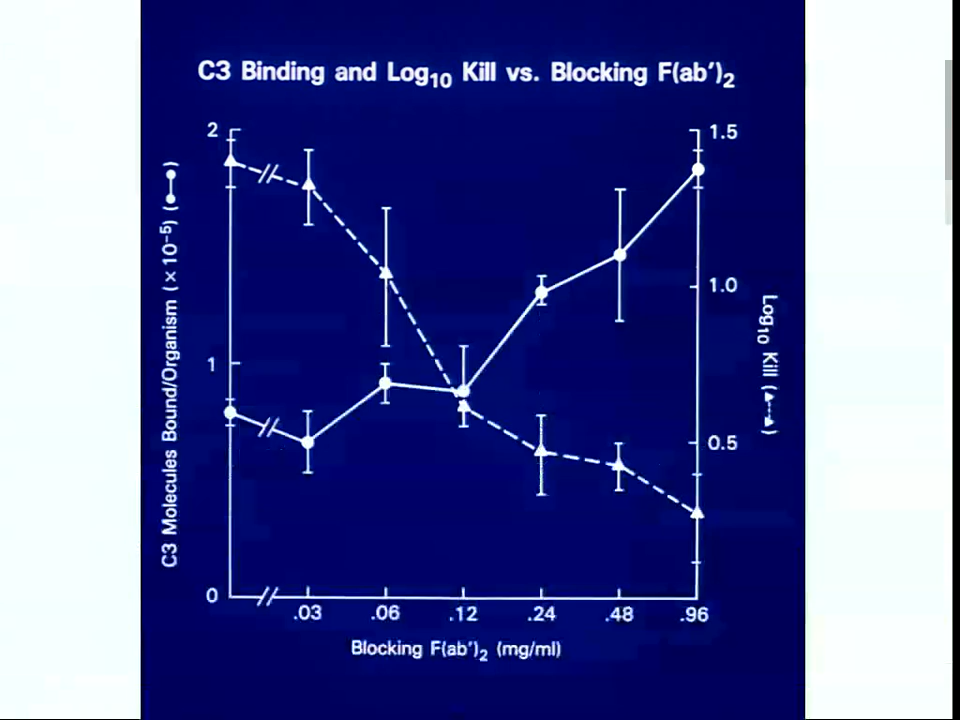 C3 Binding and Log10 Kill vs. Blocking F(ab')2
2
1
0
C3 Molecules Bound/Organism (×10⁻⁵) (●—●)
1.5
1.0
0.5
Log10 Kill (▲---▲)
.03 .06 .12 .24 .48 .96
Blocking F(ab')2 (mg/ml)